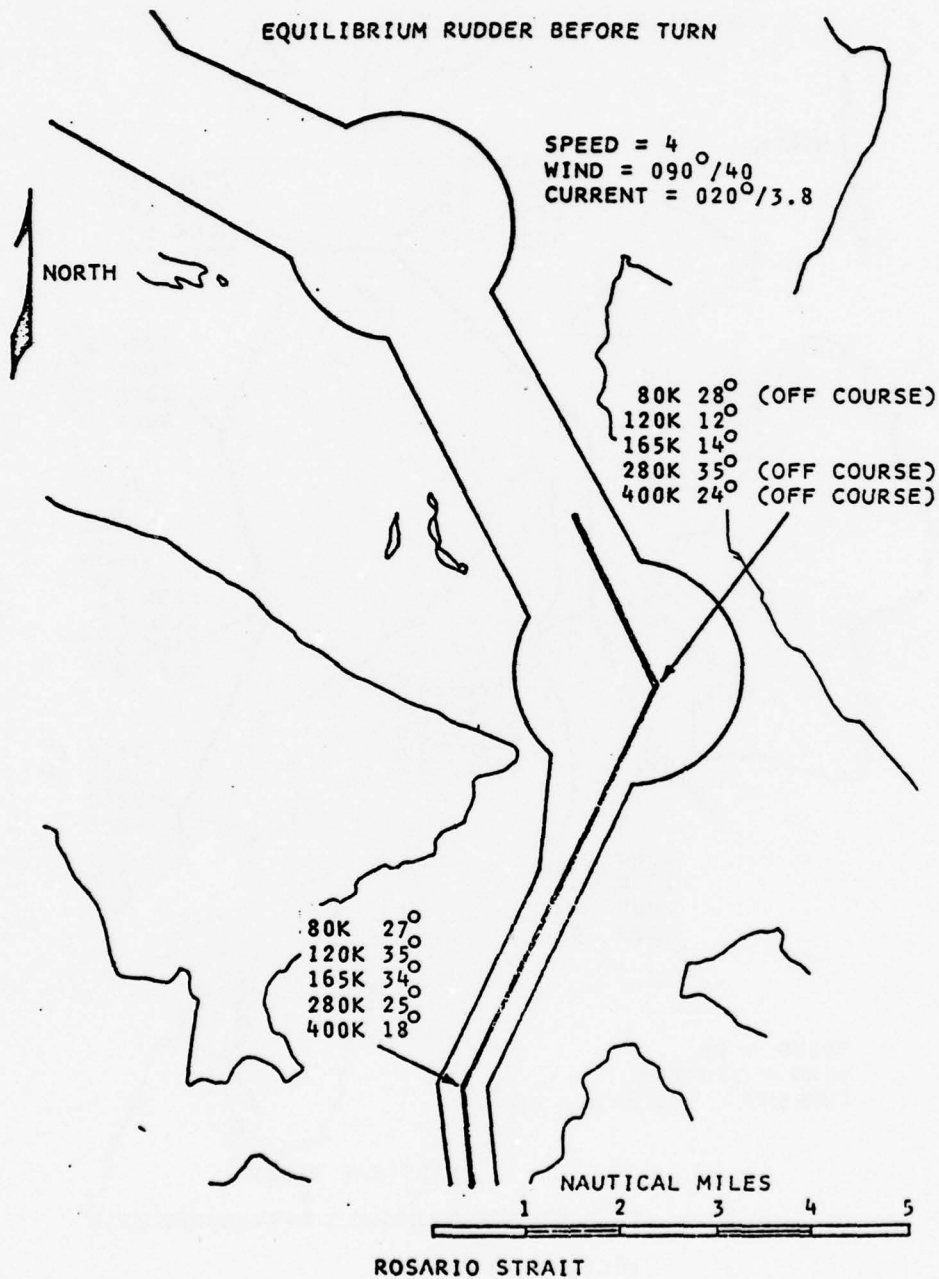 EQUILIBRIUM RUDDER BEFORE TURN
SPEED = 4
WIND = 090°/40
CURRENT = 020°/3.8
NORTH
80K 28° (OFF COURSE)
120K 12°
165K 14°
280K 35° (OFF COURSE)
400K 24° (OFF COURSE)
80K 27°
120K 35°
165K 34°
280K 25°
400K 18°
NAUTICAL MILES
1 2 3 4 5
ROSARIO STRAIT